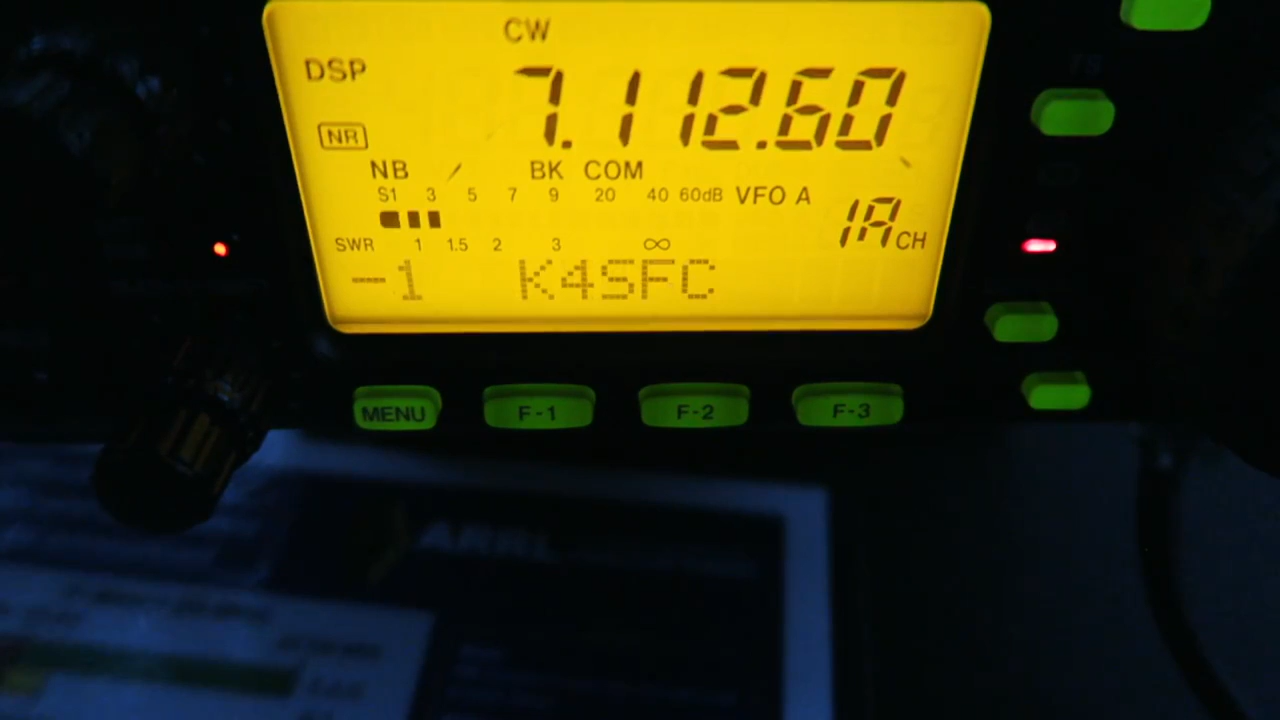 CW
DSP 7.112.60
NR
NB BK COM
S1 3 5 7 9 20 40 60dB VFO A
1A CH
SWR 1 1.5 2 3 ∞
--1 K4SFC
MENU F-1 F-2 F-3
ARRL